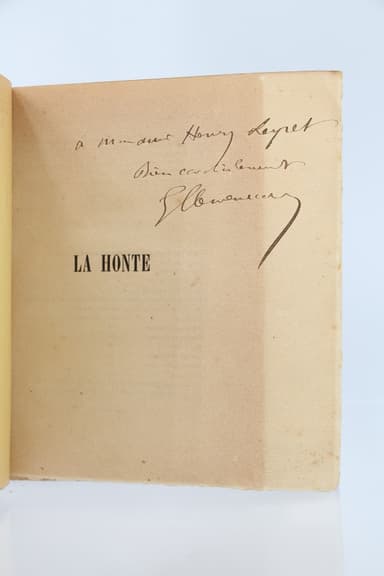 à Monsieur Henry Leyret
Bien cordialement
G Clemenceau
LA HONTE